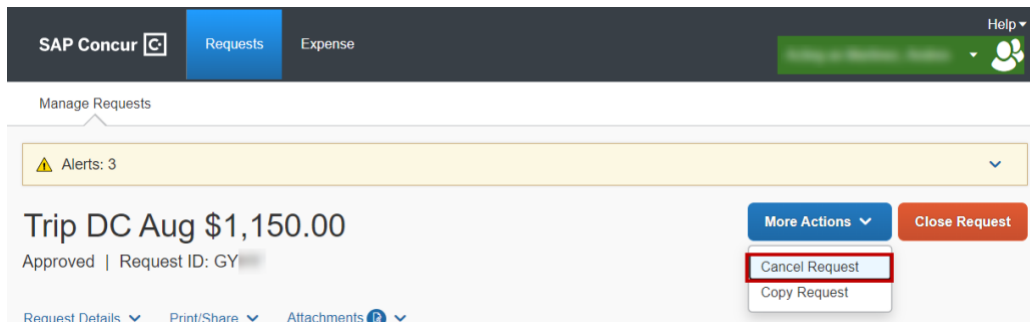 Help
SAP Concur C Requests Expense
Manage Requests
Alerts: 3
Trip DC Aug $1,150.00
More Actions
Close Request
Approved | Request ID: GY
Cancel Request
Copy Request
Request Details Print/Share Attachments